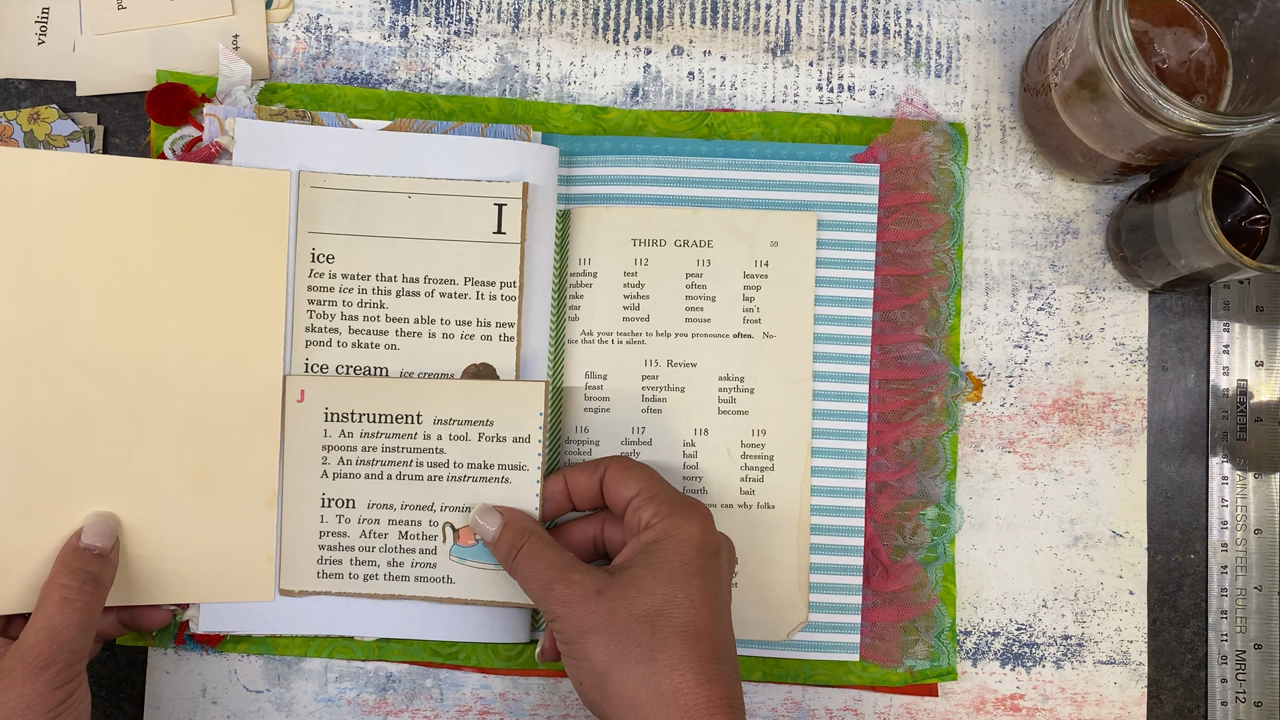 violin
404
I
ice
Ice is water that has frozen. Please put
some ice in this glass of water. It is too
warm to drink.
Toby has not been able to use his new
skates, because there is no ice on the
pond to skate on.
ice cream ice creams
J
instrument instruments
1. An instrument is a tool. Forks and
spoons are instruments.
2. An instrument is used to make music.
A piano and a drum are instruments.
iron irons, ironed, ironin
1. To iron means to
press. After Mother
washes our clothes and
dries them, she irons
them to get them smooth.
THIRD GRADE 59
111 112 113 114
sending test pear leaves
rubber study often mop
rake wishes moving lap
star wild ones isn't
tub moved mouse frost
Ask your teacher to help you pronounce often. No-
tice that the t is silent.
115. Review
filling pear asking
feast everything anything
broom Indian built
engine often become
116 117 118 119
dropping climbed ink honey
cooked early hail dressing
fool changed
sorry afraid
fourth bait
you can why folks
FLEXIBLE STAINLESS STEEL RULER MRU-12